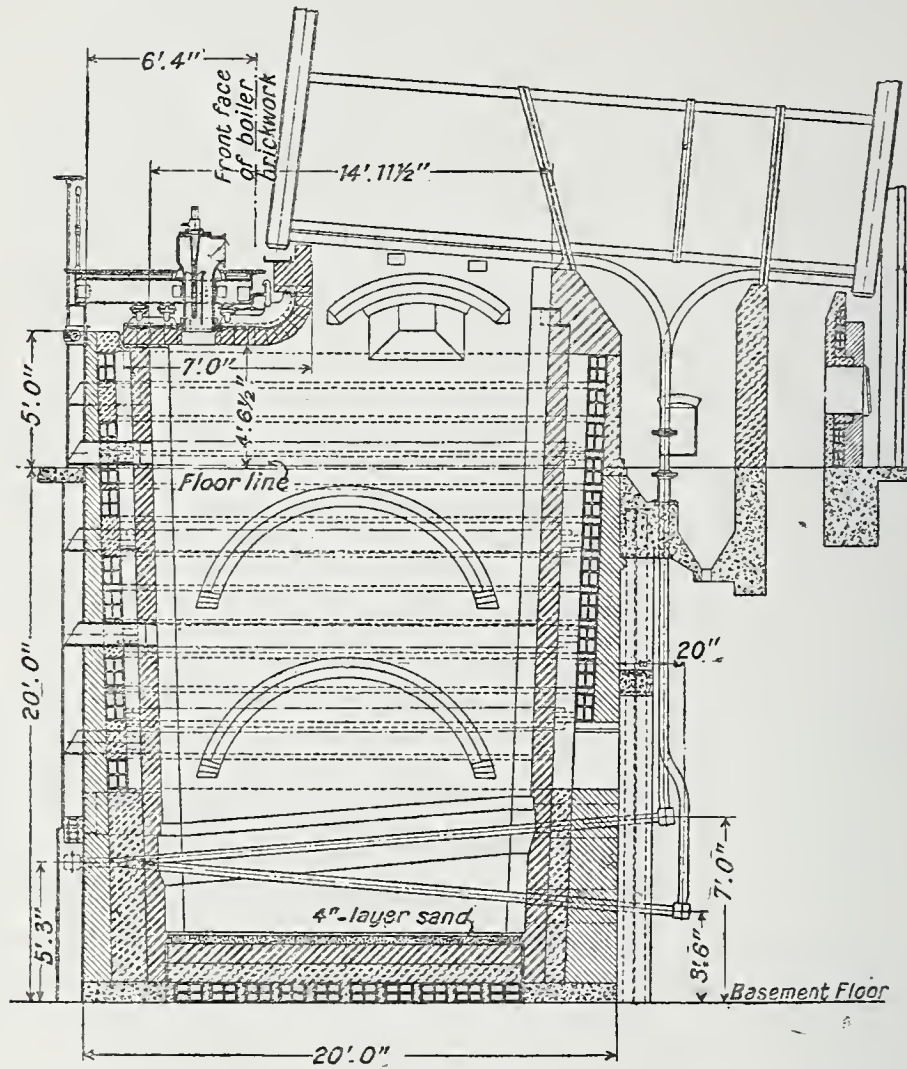 6'.4"
Front face
of boiler
brickwork
14'.11½"
7'.0"
4'.6½"
5'.0"
Floor line
20'.0"
20"
7'.0"
4"-layer sand
5'.3"
3'.6"
Basement Floor
20'.0"